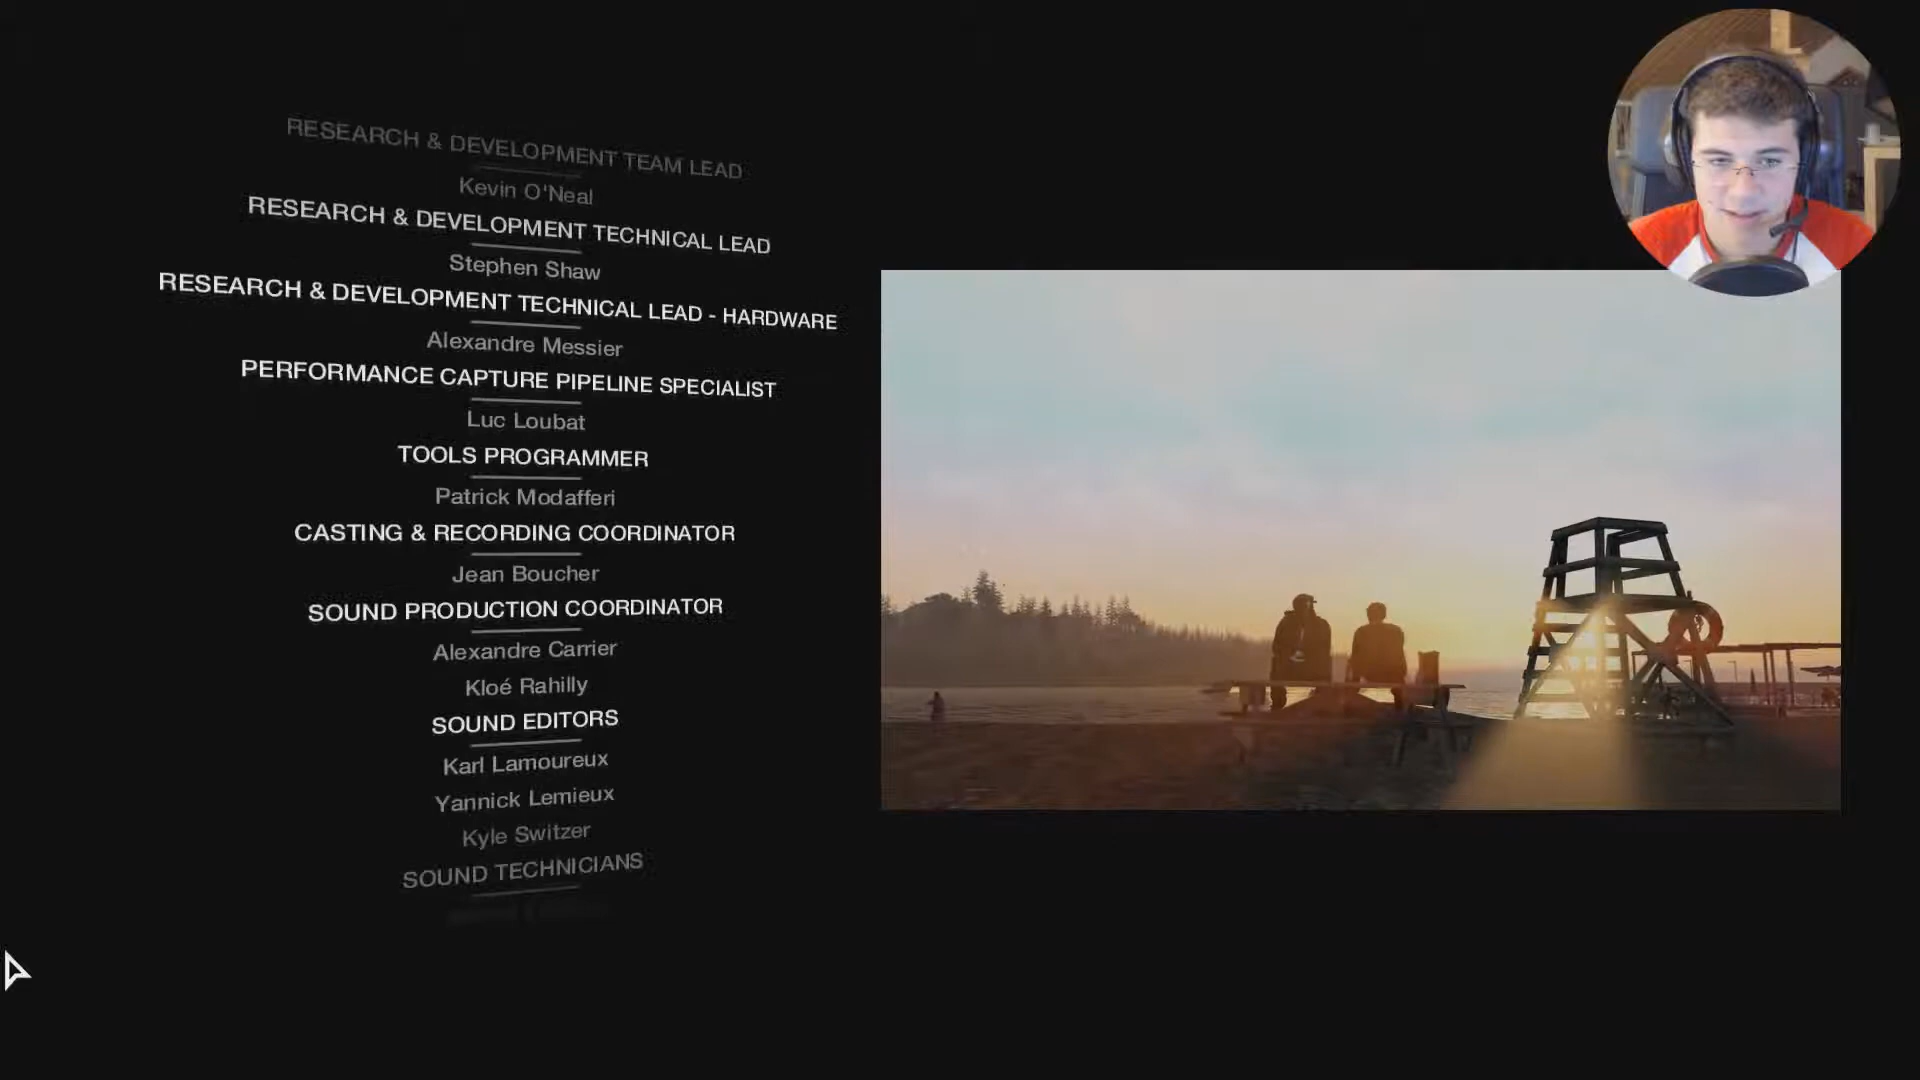 RESEARCH & DEVELOPMENT TEAM LEAD
Kevin O'Neal
RESEARCH & DEVELOPMENT TECHNICAL LEAD
Stephen Shaw
RESEARCH & DEVELOPMENT TECHNICAL LEAD - HARDWARE
Alexandre Messier
PERFORMANCE CAPTURE PIPELINE SPECIALIST
Luc Loubat
TOOLS PROGRAMMER
Patrick Modafferi
CASTING & RECORDING COORDINATOR
Jean Boucher
SOUND PRODUCTION COORDINATOR
Alexandre Carrier
Kloé Rahilly
SOUND EDITORS
Karl Lamoureux
Yannick Lemieux
Kyle Switzer
SOUND TECHNICIANS